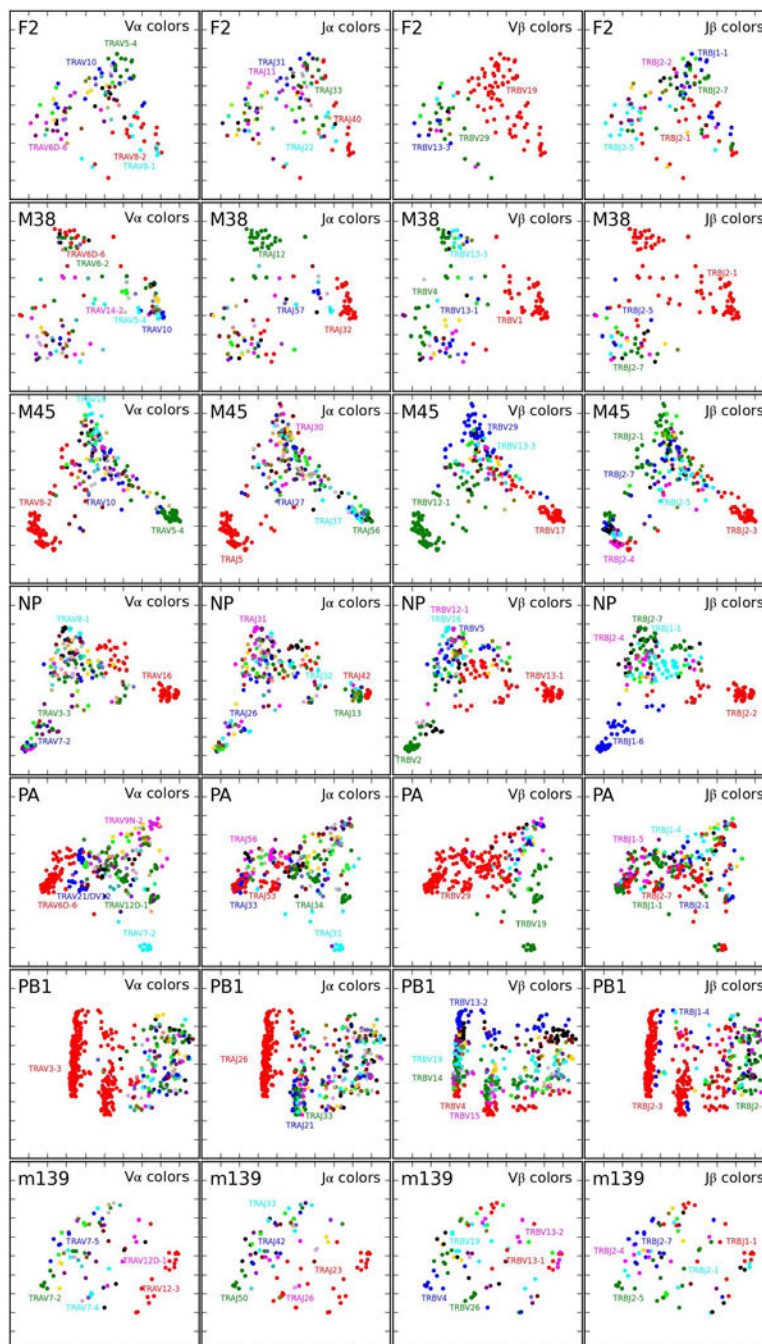 F2 Vα colors
TRAV5-4
TRAV10
TRAV6D-6
TRAV8-2
TRAV8-1
F2 Jα colors
TRAJ31
TRAJ11
TRAJ33
TRAJ40
TRAJ22
F2 Vβ colors
TRBV19
TRBV29
TRBV13-3
F2 Jβ colors
TRBJ1-1
TRBJ2-2
TRBJ2-7
TRBJ2-1
TRBJ2-5
M38 Vα colors
TRAV6D-6
TRAV6-2
TRAV14-2
TRAV5-4
TRAV10
M38 Jα colors
TRAJ12
TRAJ57
TRAJ32
M38 Vβ colors
TRBV13-3
TRBV4
TRBV13-1
TRBV1
M38 Jβ colors
TRBJ2-1
TRBJ2-5
TRBJ2-7
M45 Vα colors
TRAV8-2
TRAV10
TRAV5-4
M45 Jα colors
TRAJ30
TRAJ27
TRAJ37
TRAJ56
TRAJ5
M45 Vβ colors
TRBV29
TRBV13-3
TRBV12-1
TRBV17
M45 Jβ colors
TRBJ2-1
TRBJ2-7
TRBJ2-5
TRBJ2-3
TRBJ2-4
NP Vα colors
TRAV8-1
TRAV16
TRAV3-3
TRAV7-2
NP Jα colors
TRAJ31
TRAJ32
TRAJ42
TRAJ26
TRAJ13
NP Vβ colors
TRBV12-1
TRBV16
TRBV5
TRBV13-1
TRBV2
NP Jβ colors
TRBJ2-7
TRBJ1-1
TRBJ2-4
TRBJ2-2
TRBJ1-6
PA Vα colors
TRAV9N-2
TRAV21/DV12
TRAV6D-6
TRAV12D-1
TRAV7-2
PA Jα colors
TRAJ56
TRAJ53
TRAJ33
TRAJ34
TRAJ31
PA Vβ colors
TRBV29
TRBV19
PA Jβ colors
TRBJ1-4
TRBJ1-5
TRBJ2-7
TRBJ1-1
TRBJ2-1
PB1 Vα colors
TRAV3-3
PB1 Jα colors
TRAJ26
TRAJ33
TRAJ21
PB1 Vβ colors
TRBV13-2
TRBV19
TRBV14
TRBV4
TRBV15
PB1 Jβ colors
TRBJ1-4
TRBJ2-3
m139 Vα colors
TRAV7-5
TRAV12D-1
TRAV12-3
TRAV7-2
TRAV7-4
m139 Jα colors
TRAJ33
TRAJ42
TRAJ23
TRAJ50
TRAJ26
m139 Vβ colors
TRBV13-2
TRBV19
TRBV13-1
TRBV4
TRBV26
m139 Jβ colors
TRBJ2-7
TRBJ1-1
TRBJ2-4
TRBJ2-1
TRBJ2-5